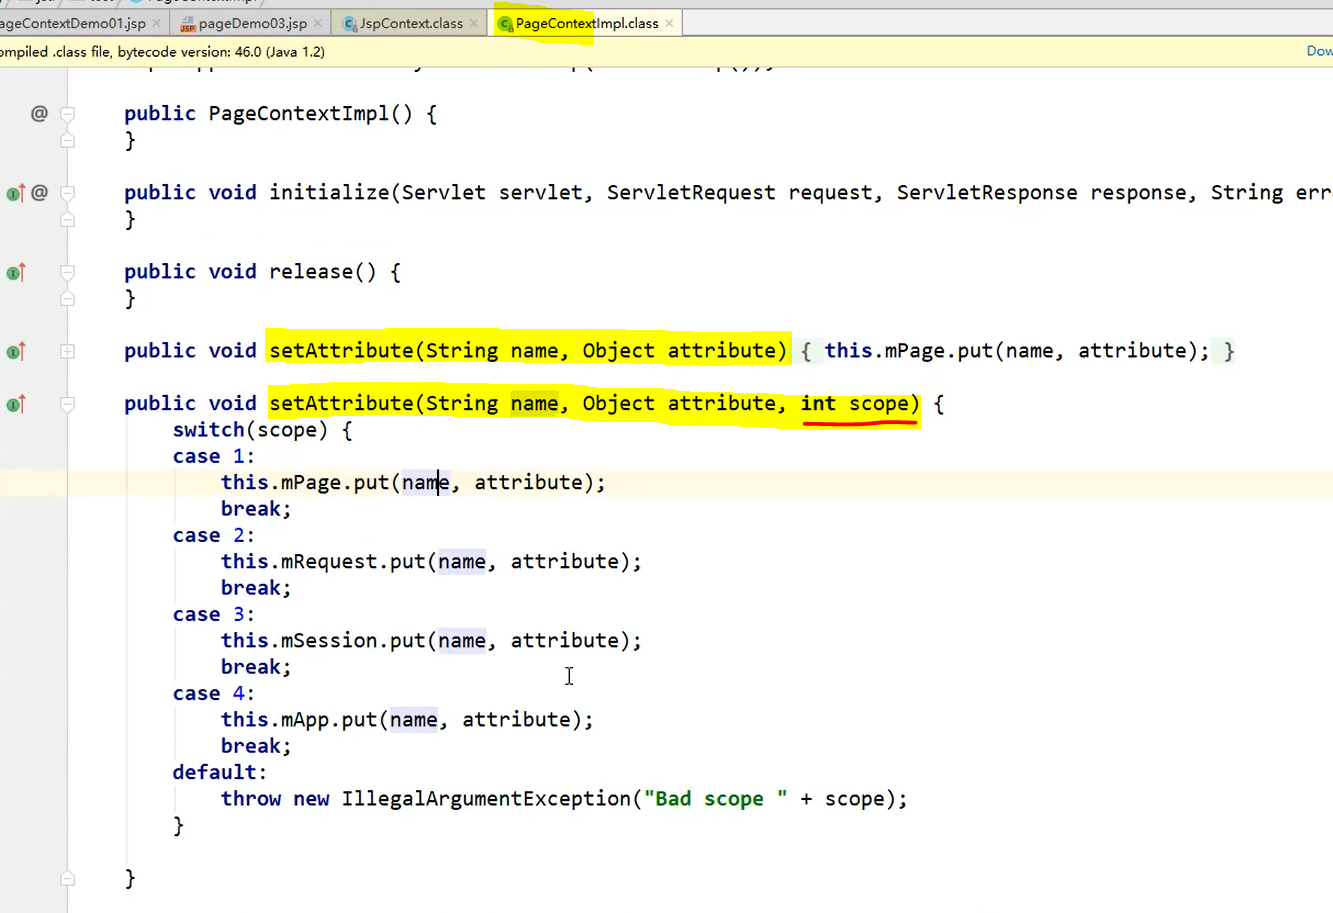 ageContextDemo01.jsp × pageDemo03.jsp × JspContext.class × PageContextImpl.class ×
ompiled .class file, bytecode version: 46.0 (Java 1.2) Dow
public PageContextImpl() {
}
public void initialize(Servlet servlet, ServletRequest request, ServletResponse response, String erro
}
public void release() {
}
public void setAttribute(String name, Object attribute) { this.mPage.put(name, attribute); }
public void setAttribute(String name, Object attribute, int scope) {
switch(scope) {
case 1:
this.mPage.put(name, attribute);
break;
case 2:
this.mRequest.put(name, attribute);
break;
case 3:
this.mSession.put(name, attribute);
break;
case 4:
this.mApp.put(name, attribute);
break;
default:
throw new IllegalArgumentException("Bad scope " + scope);
}
}